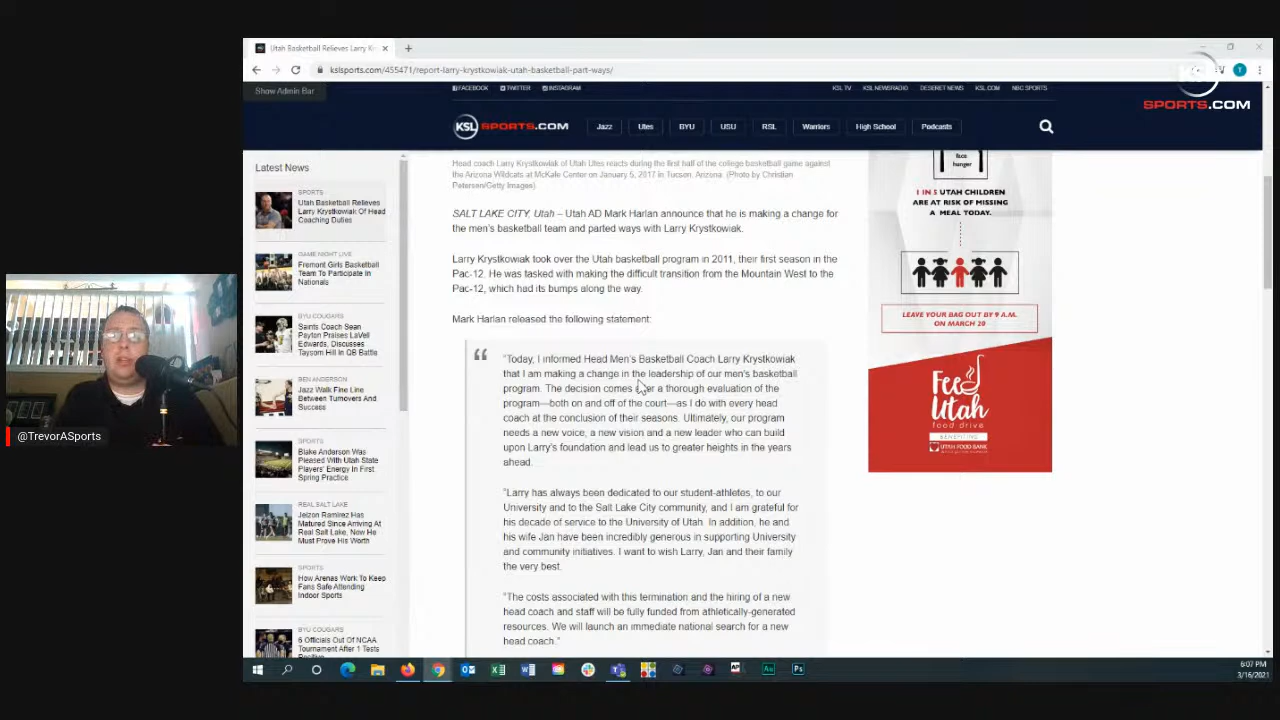 Utah Basketball Relieves Larry Kr
kslsports.com/455471/report-larry-krystkowiak-utah-basketball-part-ways/
Show Admin Bar
FACEBOOK TWITTER INSTAGRAM
KSL TV KSL NEWSRADIO DESERET NEWS KSL.COM NBC SPORTS
KSL SPORTS.COM
Jazz Utes BYU USU RSL Warriors High School Podcasts
KSL
SPORTS.COM
Latest News
SPORTS
Utah Basketball Relieves
Larry Krystkowiak Of Head
Coaching Duties
GAME NIGHT LIVE
Fremont Girls Basketball
Team To Participate In
Nationals
BYU COUGARS
Saints Coach Sean
Payton Praises LaVell
Edwards, Discusses
Taysom Hill In QB Battle
BEN ANDERSON
Jazz Walk Fine Line
Between Turnovers And
Success
SPORTS
Blake Anderson Was
Pleased With Utah State
Players' Energy In First
Spring Practice
REAL SALT LAKE
Jeizon Ramirez Has
Matured Since Arriving At
Real Salt Lake, Now He
Must Prove His Worth
SPORTS
How Arenas Work To Keep
Fans Safe Attending
Indoor Sports
BYU COUGARS
6 Officials Out Of NCAA
Tournament After 1 Tests
Head coach Larry Krystkowiak of Utah Utes reacts during the first half of the college basketball game against
the Arizona Wildcats at McKale Center on January 5, 2017 in Tucson, Arizona. (Photo by Christian
Petersen/Getty Images).
SALT LAKE CITY, Utah – Utah AD Mark Harlan announce that he is making a change for
the men's basketball team and parted ways with Larry Krystkowiak.
Larry Krystkowiak took over the Utah basketball program in 2011, their first season in the
Pac-12. He was tasked with making the difficult transition from the Mountain West to the
Pac-12, which had its bumps along the way.
Mark Harlan released the following statement:
“
"Today, I informed Head Men's Basketball Coach Larry Krystkowiak
that I am making a change in the leadership of our men's basketball
program. The decision comes after a thorough evaluation of the
program—both on and off of the court—as I do with every head
coach at the conclusion of their seasons. Ultimately, our program
needs a new voice, a new vision and a new leader who can build
upon Larry's foundation and lead us to greater heights in the years
ahead.
"Larry has always been dedicated to our student-athletes, to our
University and to the Salt Lake City community, and I am grateful for
his decade of service to the University of Utah. In addition, he and
his wife Jan have been incredibly generous in supporting University
and community initiatives. I want to wish Larry, Jan and their family
the very best.
"The costs associated with this termination and the hiring of a new
head coach and staff will be fully funded from athletically-generated
resources. We will launch an immediate national search for a new
head coach."
face
hanger
1 IN 5 UTAH CHILDREN
ARE AT RISK OF MISSING
A MEAL TODAY.
LEAVE YOUR BAG OUT BY 9 A.M.
ON MARCH 20
Feed
Utah
food drive
BENEFITING
UTAH FOOD BANK
@TrevorASports
6:07 PM
3/16/2021